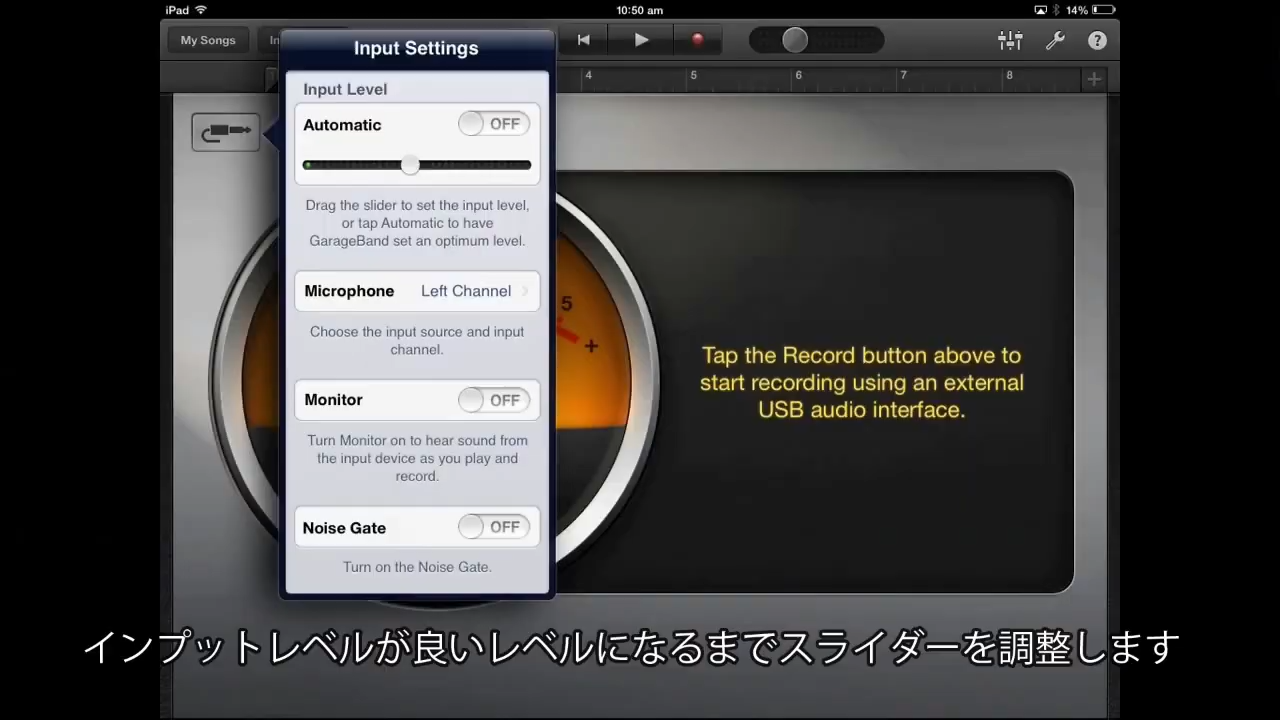 iPad
10:50 am
14%
My Songs
In
Input Settings
4 5 6 7 8
Input Level
Automatic OFF
Drag the slider to set the input level,
or tap Automatic to have
GarageBand set an optimum level.
Microphone Left Channel
Choose the input source and input
channel.
Monitor OFF
Turn Monitor on to hear sound from
the input device as you play and
record.
Noise Gate OFF
Turn on the Noise Gate.
5
+
Tap the Record button above to
start recording using an external
USB audio interface.
インプットレベルが良いレベルになるまでスライダーを調整します